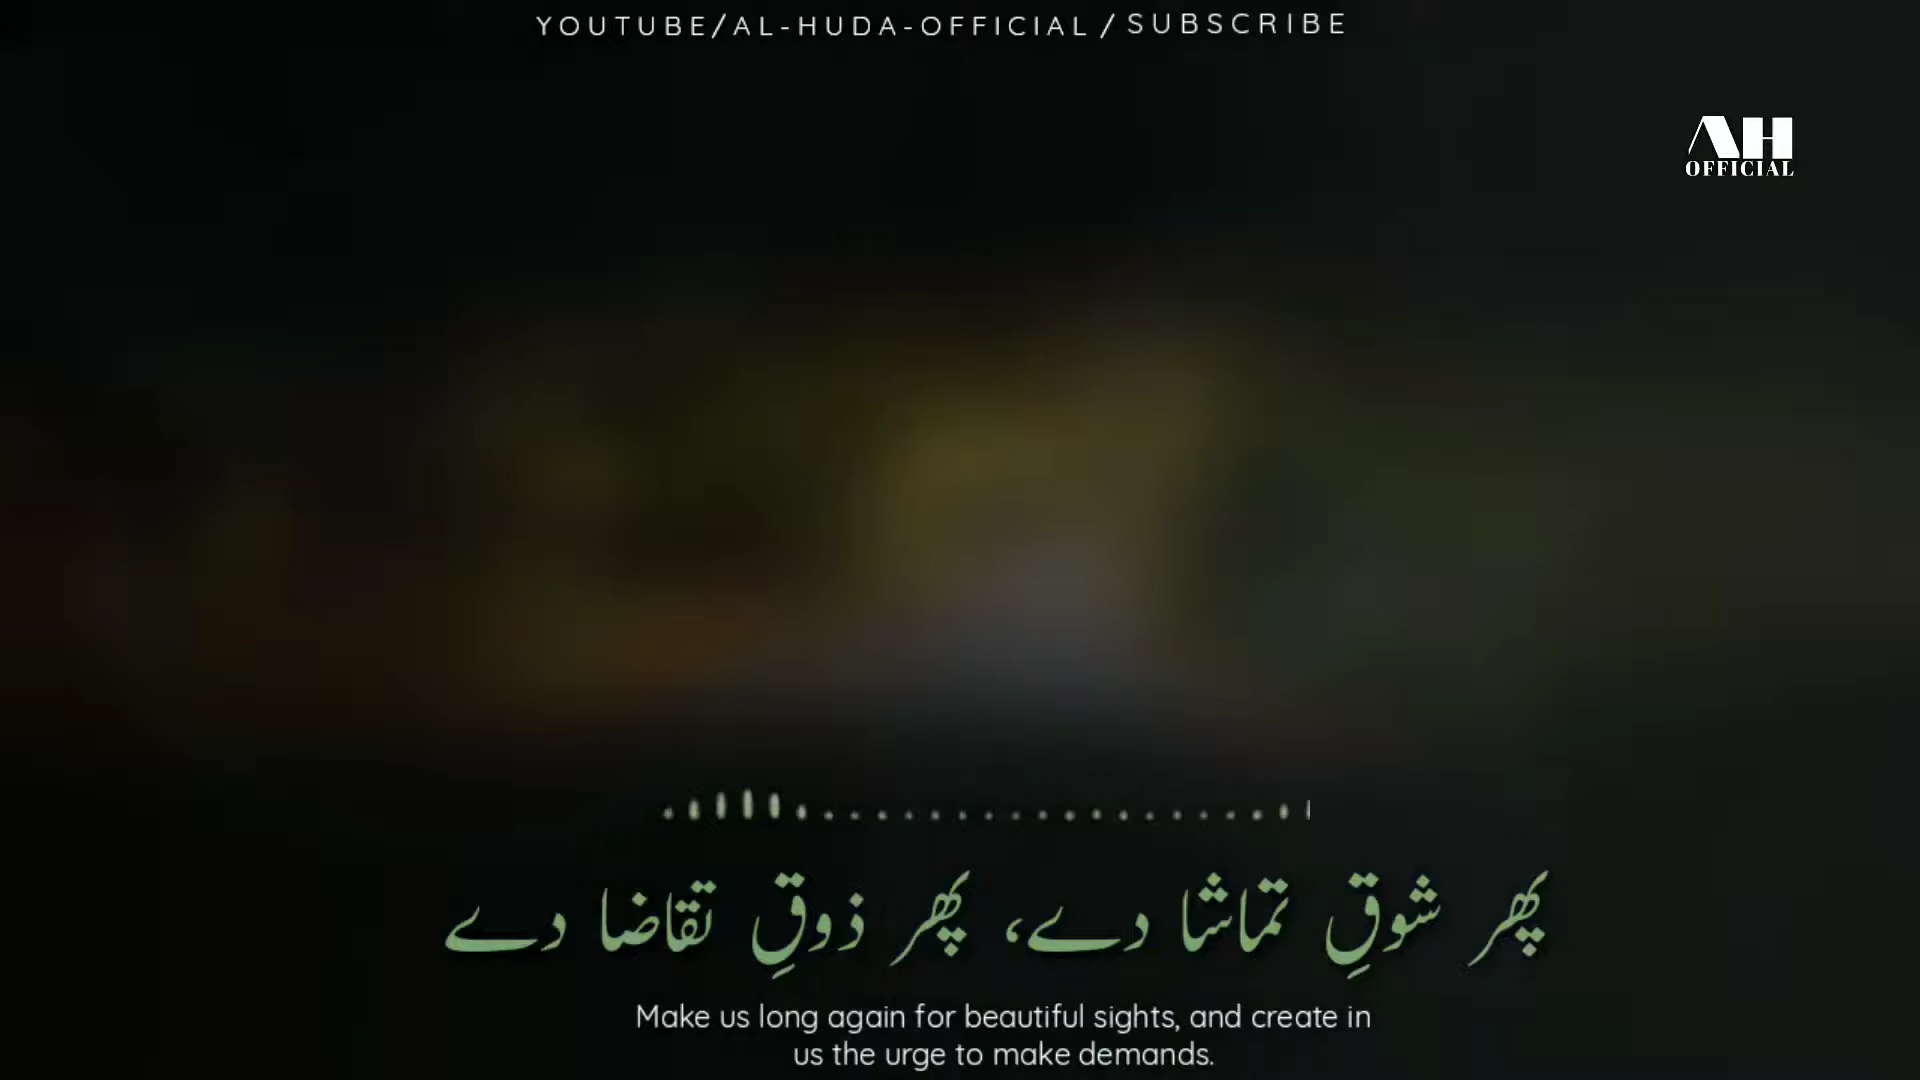 YOUTUBE/AL-HUDA-OFFICIAL / SUBSCRIBE
AH
OFFICIAL
پھر شوقِ تماشا دے، پھر ذوقِ تقاضا دے
Make us long again for beautiful sights, and create in
us the urge to make demands.